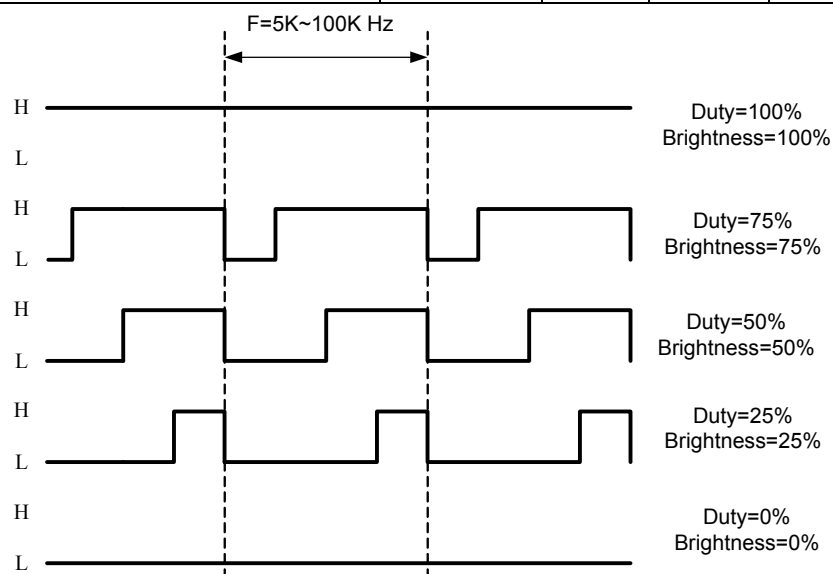 F=5K~100K Hz
H
L
Duty=100%
Brightness=100%
H
L
Duty=75%
Brightness=75%
H
L
Duty=50%
Brightness=50%
H
L
Duty=25%
Brightness=25%
H
L
Duty=0%
Brightness=0%